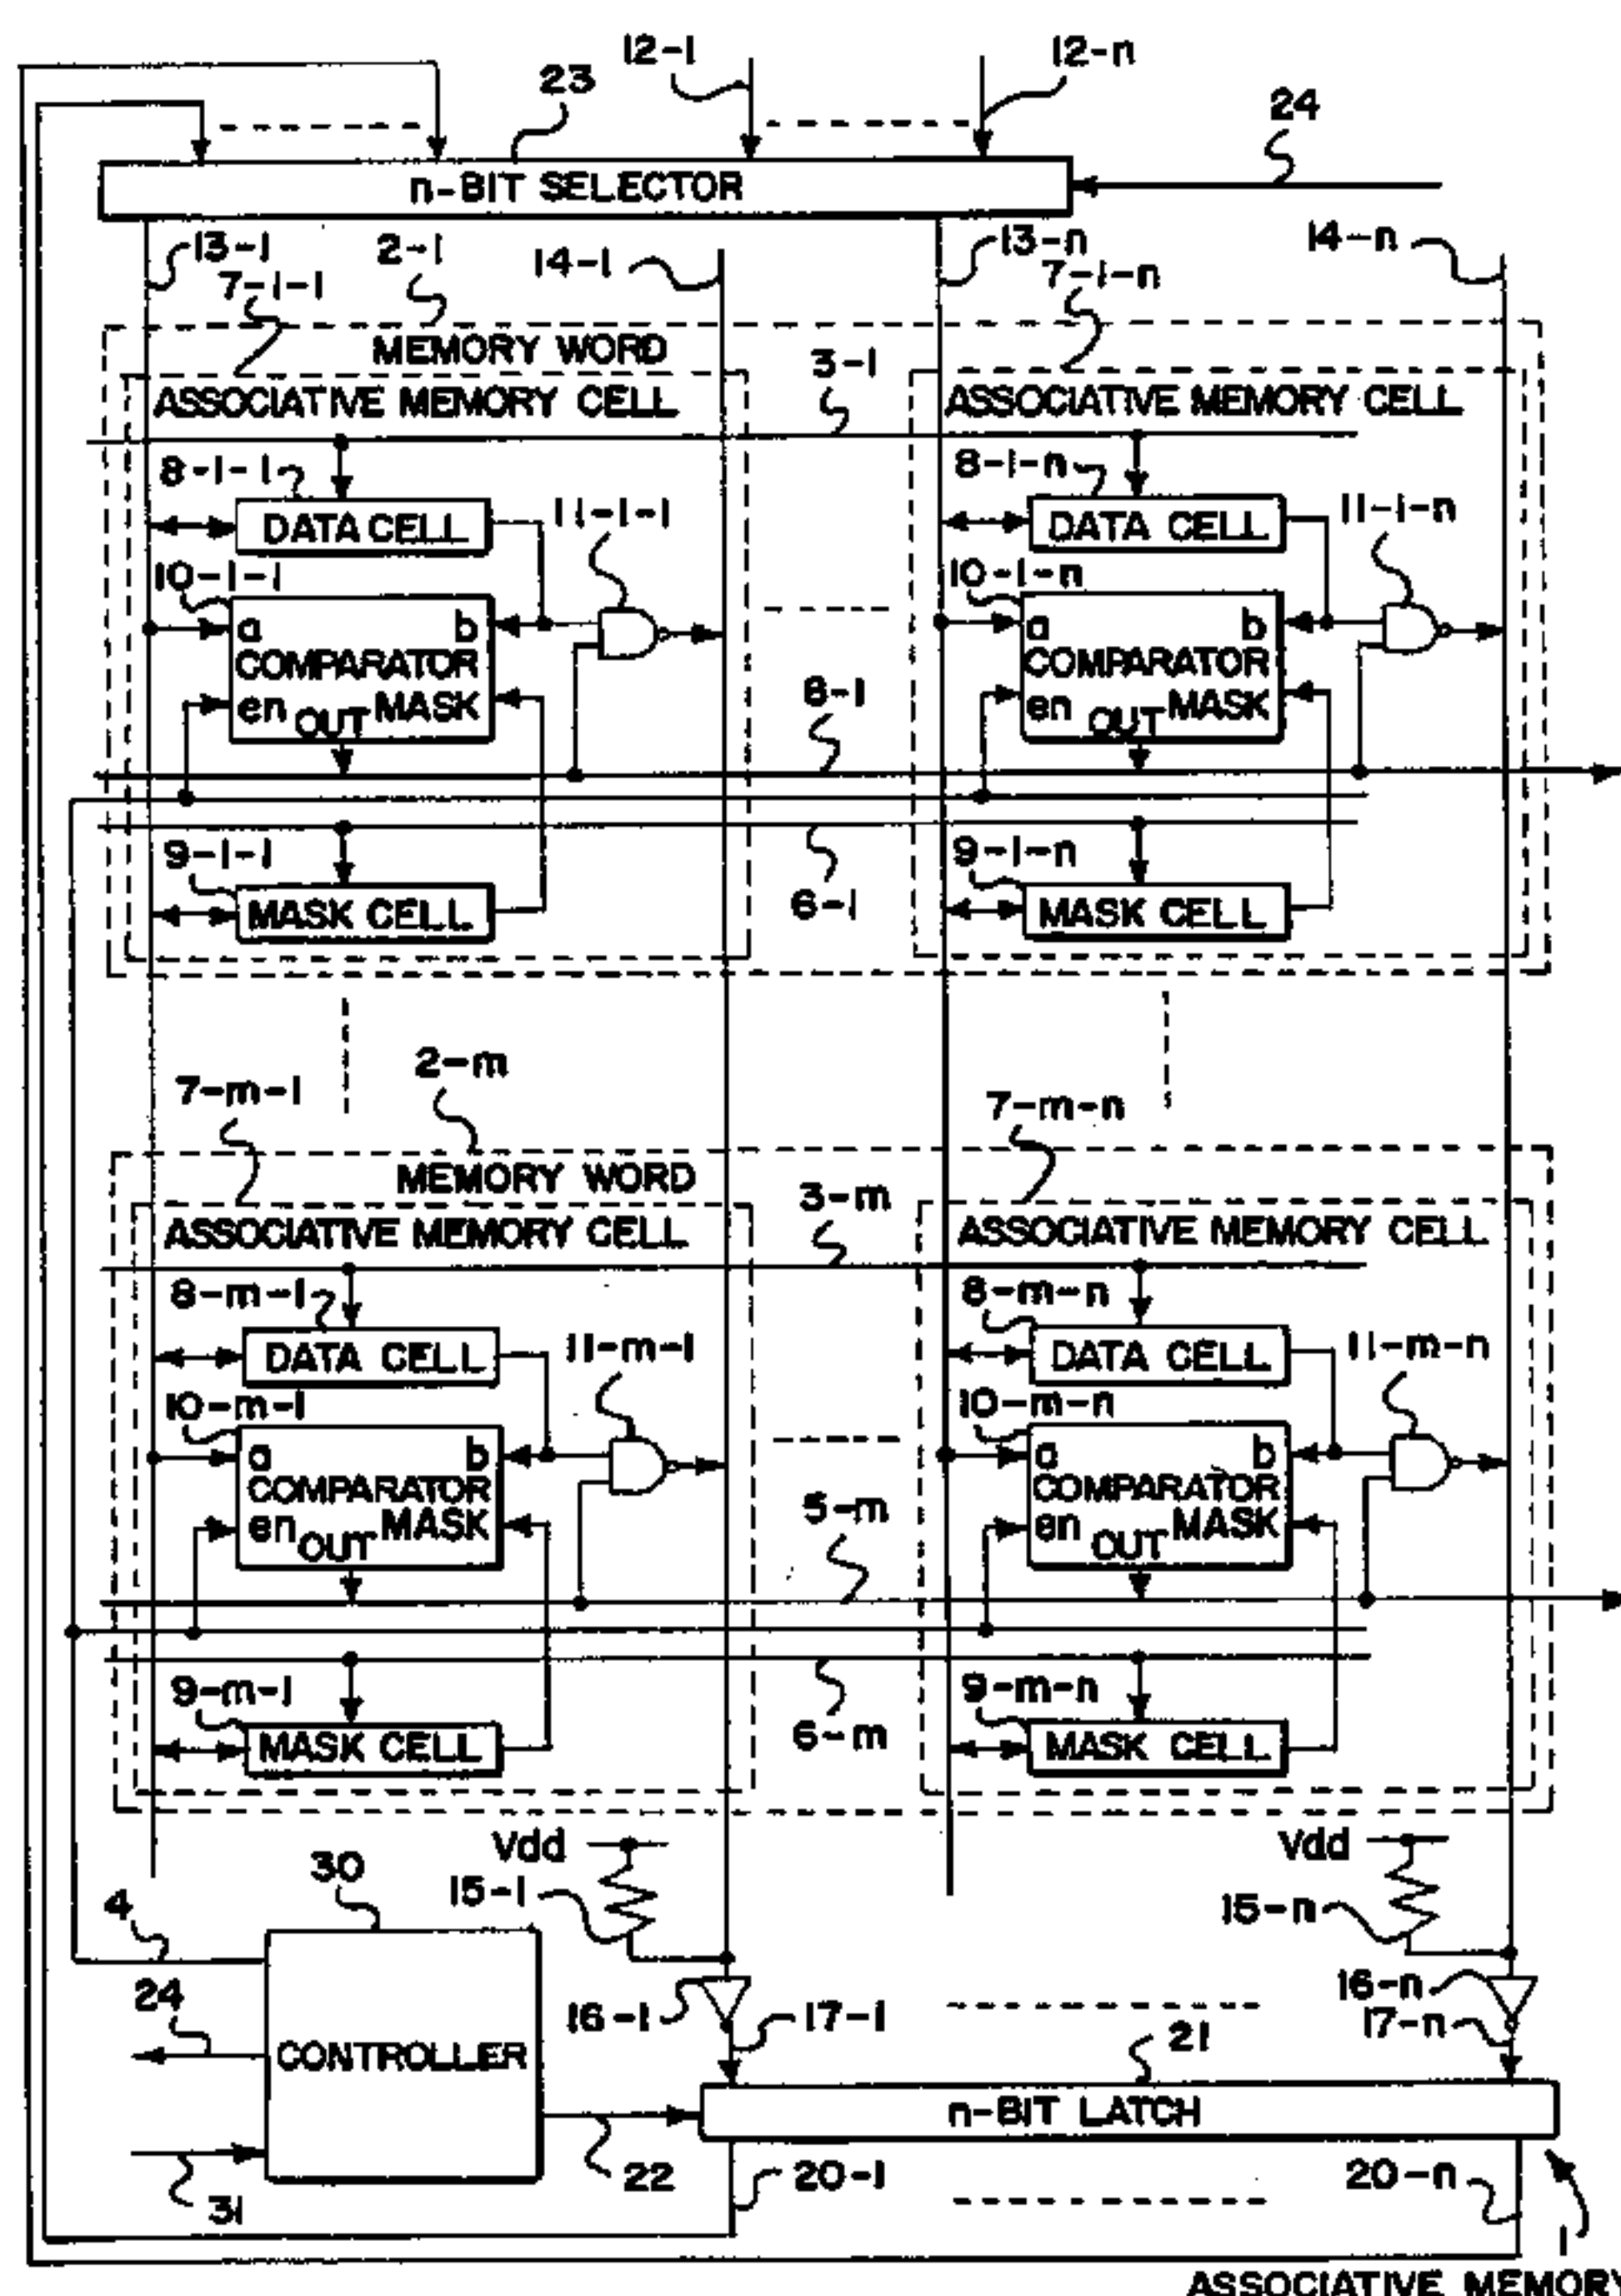 12-1
12-n
23
24
n-BIT SELECTOR
13-1
2-1
14-1
13-n
14-n
7-1-1
7-1-n
MEMORY WORD
3-1
ASSOCIATIVE MEMORY CELL
ASSOCIATIVE MEMORY CELL
8-1-1
8-1-n
DATA CELL
11-1-1
DATA CELL
11-1-n
10-1-1
10-1-n
a b
COMPARATOR
en OUT MASK
a b
COMPARATOR
en OUT MASK
8-1
9-1-1
9-1-n
6-1
MASK CELL
MASK CELL
2-m
7-m-1
7-m-n
MEMORY WORD
3-m
ASSOCIATIVE MEMORY CELL
ASSOCIATIVE MEMORY CELL
8-m-1
8-m-n
DATA CELL
11-m-1
DATA CELL
11-m-n
10-m-1
10-m-n
a b
COMPARATOR
en OUT MASK
a b
COMPARATOR
en OUT MASK
5-m
9-m-1
9-m-n
6-m
MASK CELL
MASK CELL
Vdd
Vdd
30
15-1
15-n
4
24
16-1
17-1
16-n
17-n
21
CONTROLLER
n-BIT LATCH
22
20-1
20-n
31
1
ASSOCIATIVE MEMORY